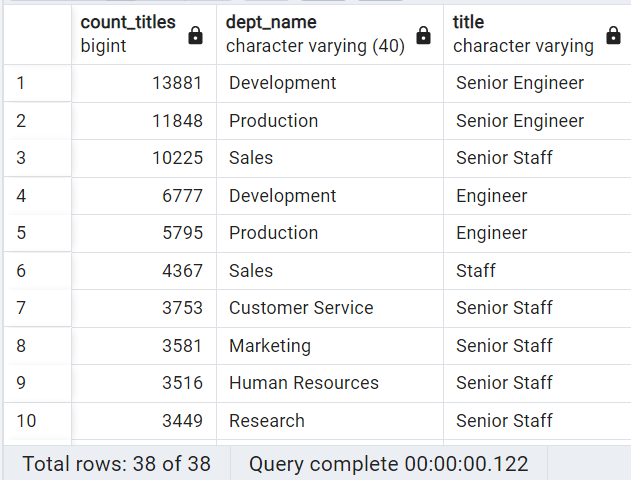 count_titles dept_name title
bigint character varying (40) character varying
1 13881 Development Senior Engineer
2 11848 Production Senior Engineer
3 10225 Sales Senior Staff
4 6777 Development Engineer
5 5795 Production Engineer
6 4367 Sales Staff
7 3753 Customer Service Senior Staff
8 3581 Marketing Senior Staff
9 3516 Human Resources Senior Staff
10 3449 Research Senior Staff
Total rows: 38 of 38 Query complete 00:00:00.122